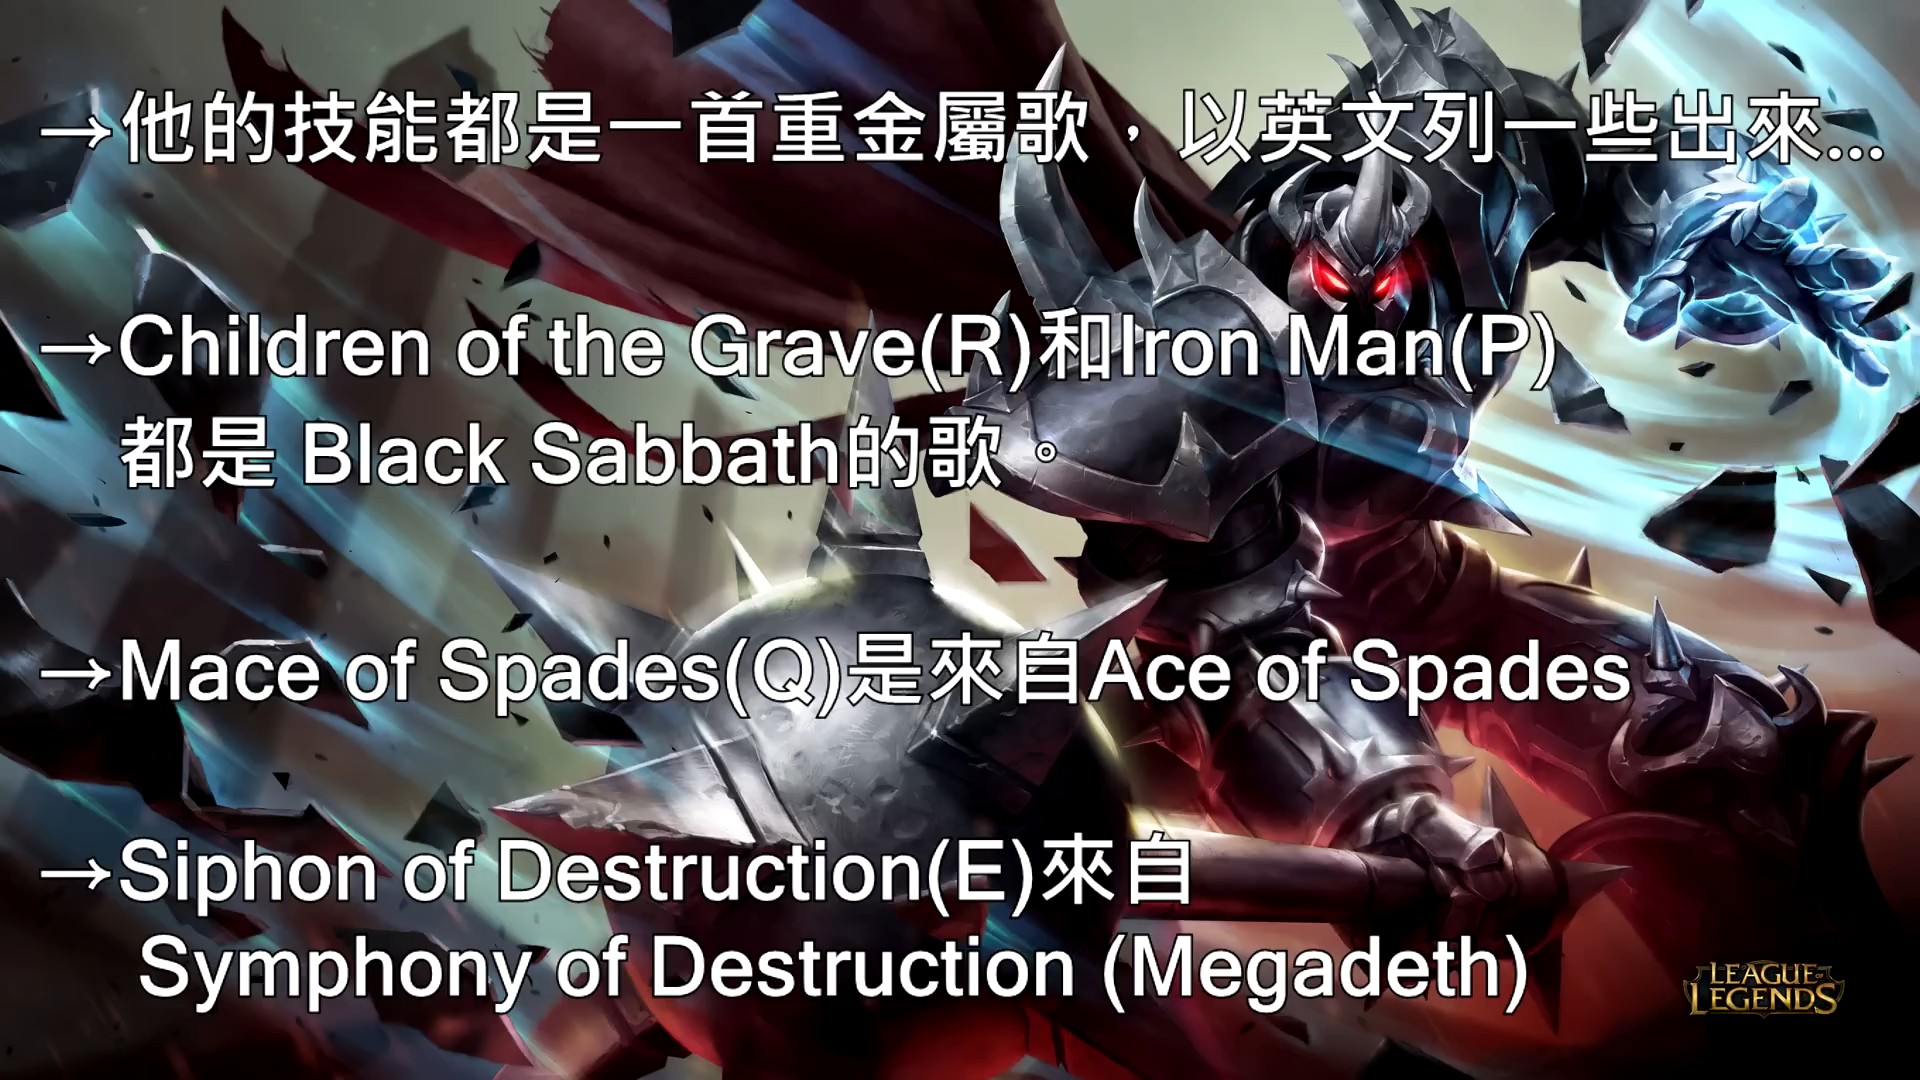 →他的技能都是一首重金屬歌，以英文列一些出來...
→Children of the Grave(R)和Iron Man(P)
都是 Black Sabbath的歌。
→Mace of Spades(Q)是來自Ace of Spades
→Siphon of Destruction(E)來自
Symphony of Destruction (Megadeth)
LEAGUE OF
LEGENDS